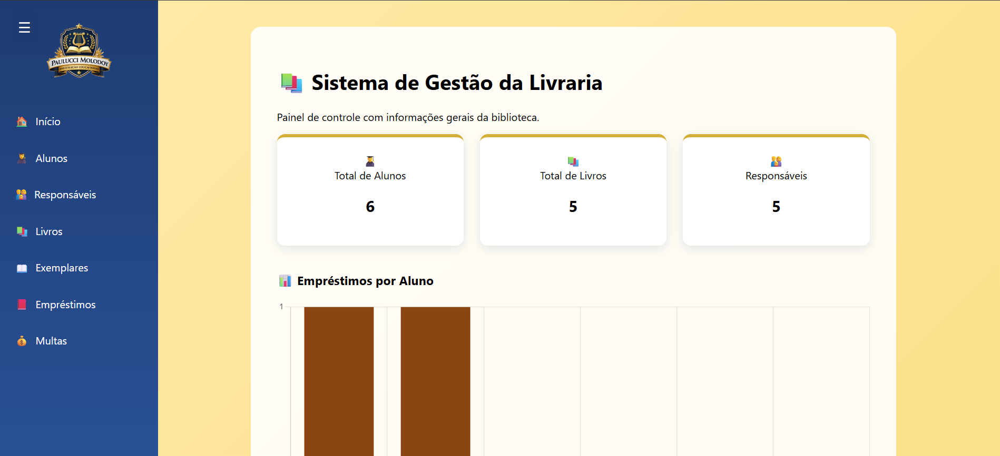 ☰
PAULUCCI MOLODOY
INSTITUIÇÃO EDUCACIONAL
Início
Alunos
Responsáveis
Livros
Exemplares
Empréstimos
Multas
Sistema de Gestão da Livraria
Painel de controle com informações gerais da biblioteca.
Total de Alunos
6
Total de Livros
5
Responsáveis
5
Empréstimos por Aluno
1